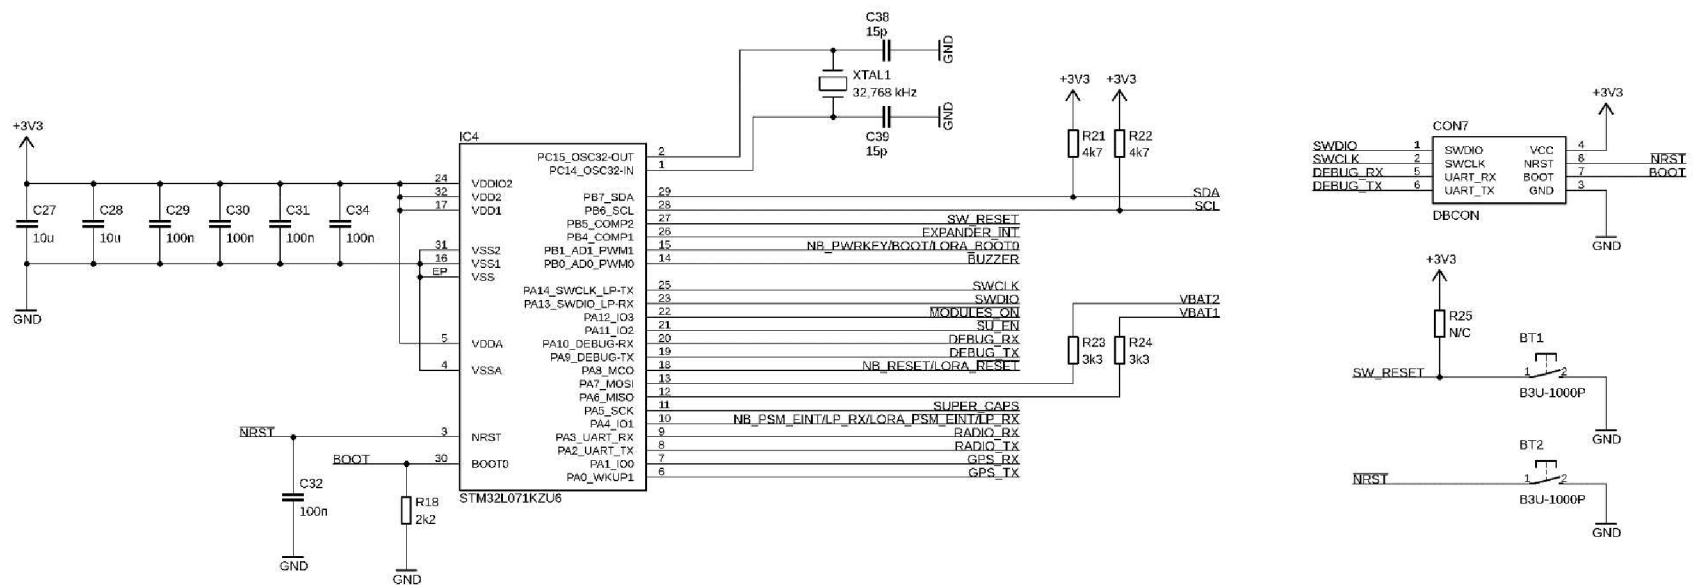 C38
15p
GND
XTAL1
32,768 kHz
GND
C39
15p
+3V3
+3V3
R21
4k7
R22
4k7
+3V3
C27
10u
C28
10u
C29
100n
C30
100n
C31
100n
C34
100n
GND
IC4
2 PC15_OSC32-OUT
1 PC14_OSC32-IN
24 VDDIO2
32 VDD2
17 VDD1
31 VSS2
16 VSS1
EP VSS
5 VDDA
4 VSSA
3 NRST
30 BOOT0
PB7_SDA 29 SDA
PB6_SCL 28 SCL
PB5_COMP2 27 SW_RESET
PB4_COMP1 26 EXPANDER_INT
PB1_AD1_PWM1 15 NB_PWRKEY/BOOT/LORA_BOOT0
PB0_AD0_PWM0 14 BUZZER
PA14_SWCLK_LP-TX 25 SWCLK
PA13_SWDIO_LP-RX 23 SWDIO
PA12_IO3 22 MODULES_ON
PA11_IO2 21 SU_EN
PA10_DEBUG-RX 20 DEBUG_RX
PA9_DEBUG-TX 19 DEBUG_TX
PA8_MCO 18 NB_RESET/LORA_RESET
PA7_MOSI 13
PA6_MISO 12
PA5_SCK 11 SUPER_CAPS
PA4_IO1 10 NB_PSM_EINT/LP_RX/LORA_PSM_EINT/LP_RX
PA3_UART_RX 9 RADIO_RX
PA2_UART_TX 8 RADIO_TX
PA1_IO0 7 GPS_RX
PA0_WKUP1 6 GPS_TX
STM32L071KZU6
VBAT2
VBAT1
R23
3k3
R24
3k3
NRST
BOOT
C32
100n
GND
R18
2k2
GND
+3V3
CON7
SWDIO 1 SWDIO VCC 4
SWCLK 2 SWCLK NRST 8 NRST
DEBUG_RX 5 UART_RX BOOT 7 BOOT
DEBUG_TX 6 UART_TX GND 3
DBCON
GND
+3V3
R25
N/C
BT1
SW_RESET 1 2
B3U-1000P
GND
BT2
NRST 1 2
B3U-1000P
GND